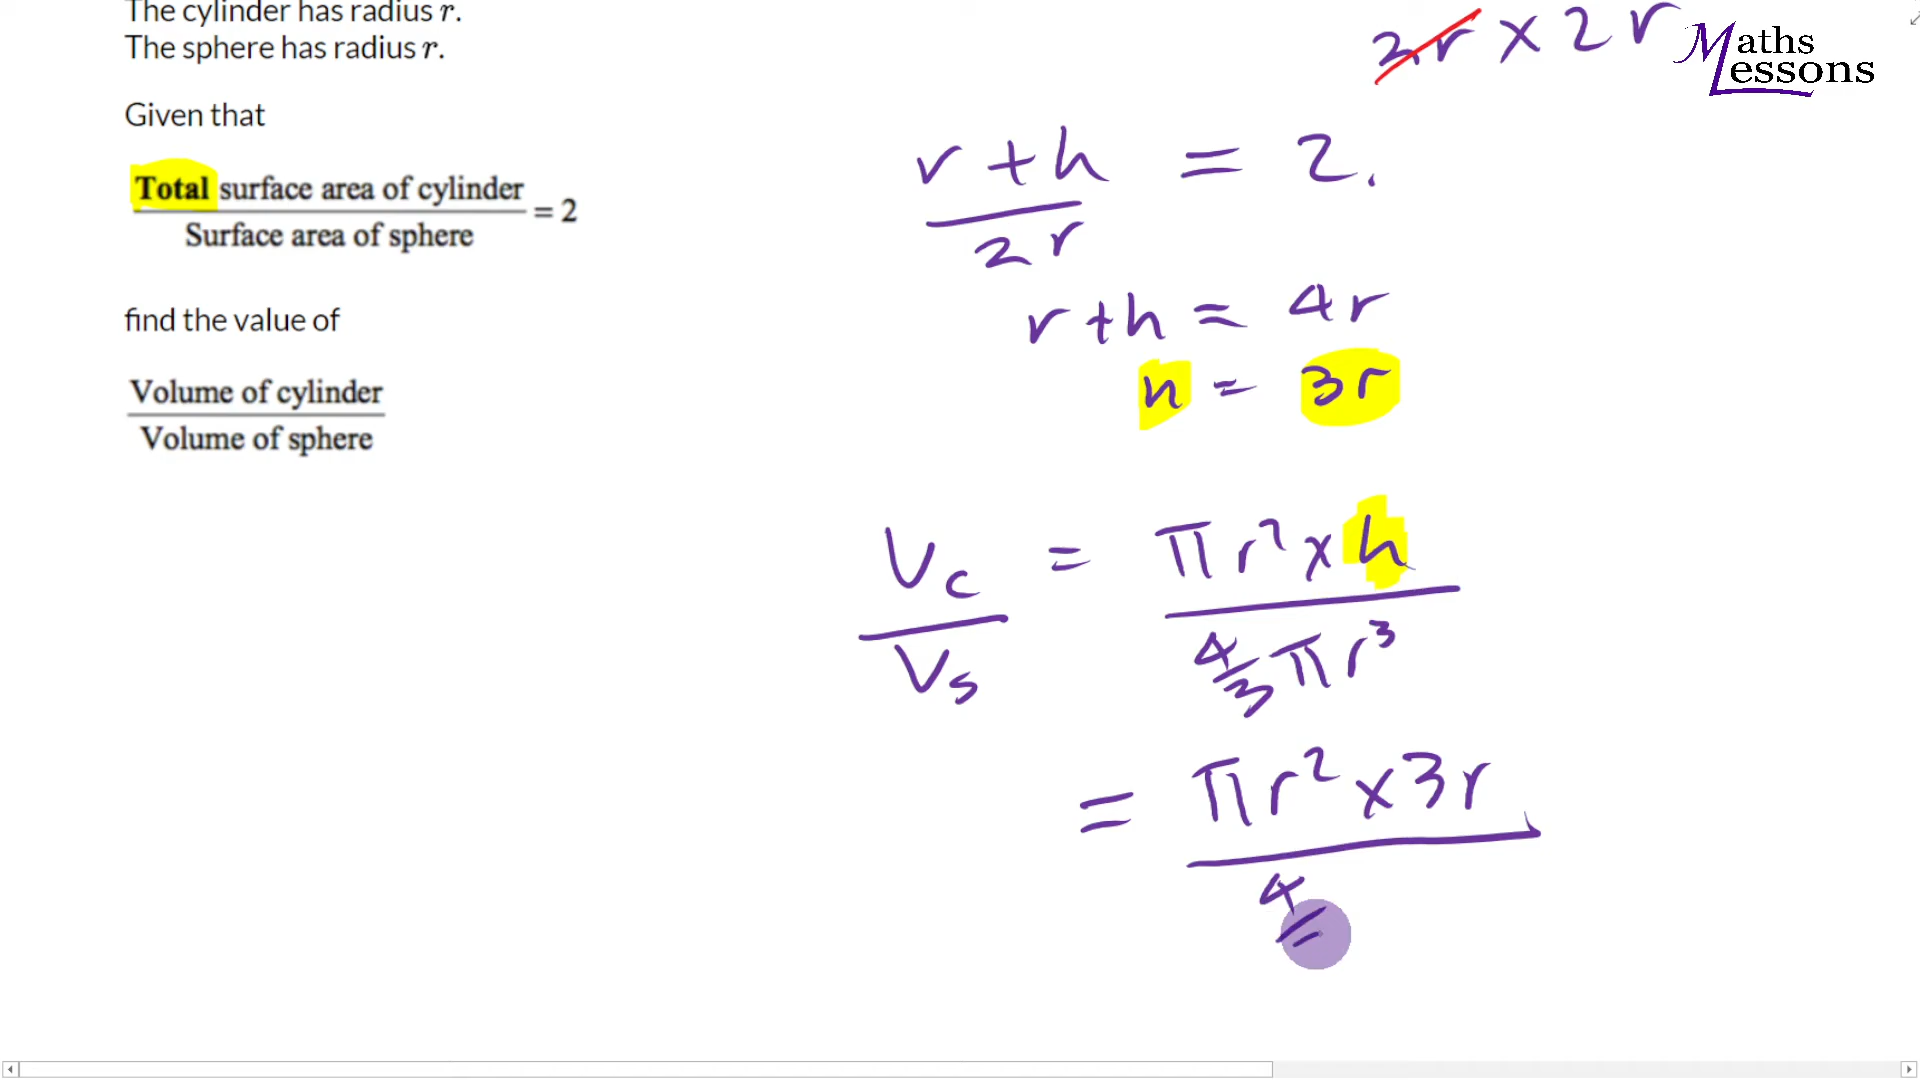 The cylinder has radius r.
The sphere has radius r.
Given that
Total surface area of cylinder
Surface area of sphere
= 2
find the value of
Volume of cylinder
Volume of sphere
2r × 2r
Maths
Lessons
r + h = 2.
2r
r + h = 4r
h = 3r
Vc = πr² × h
Vs 4/3 πr³
= πr² × 3r
4